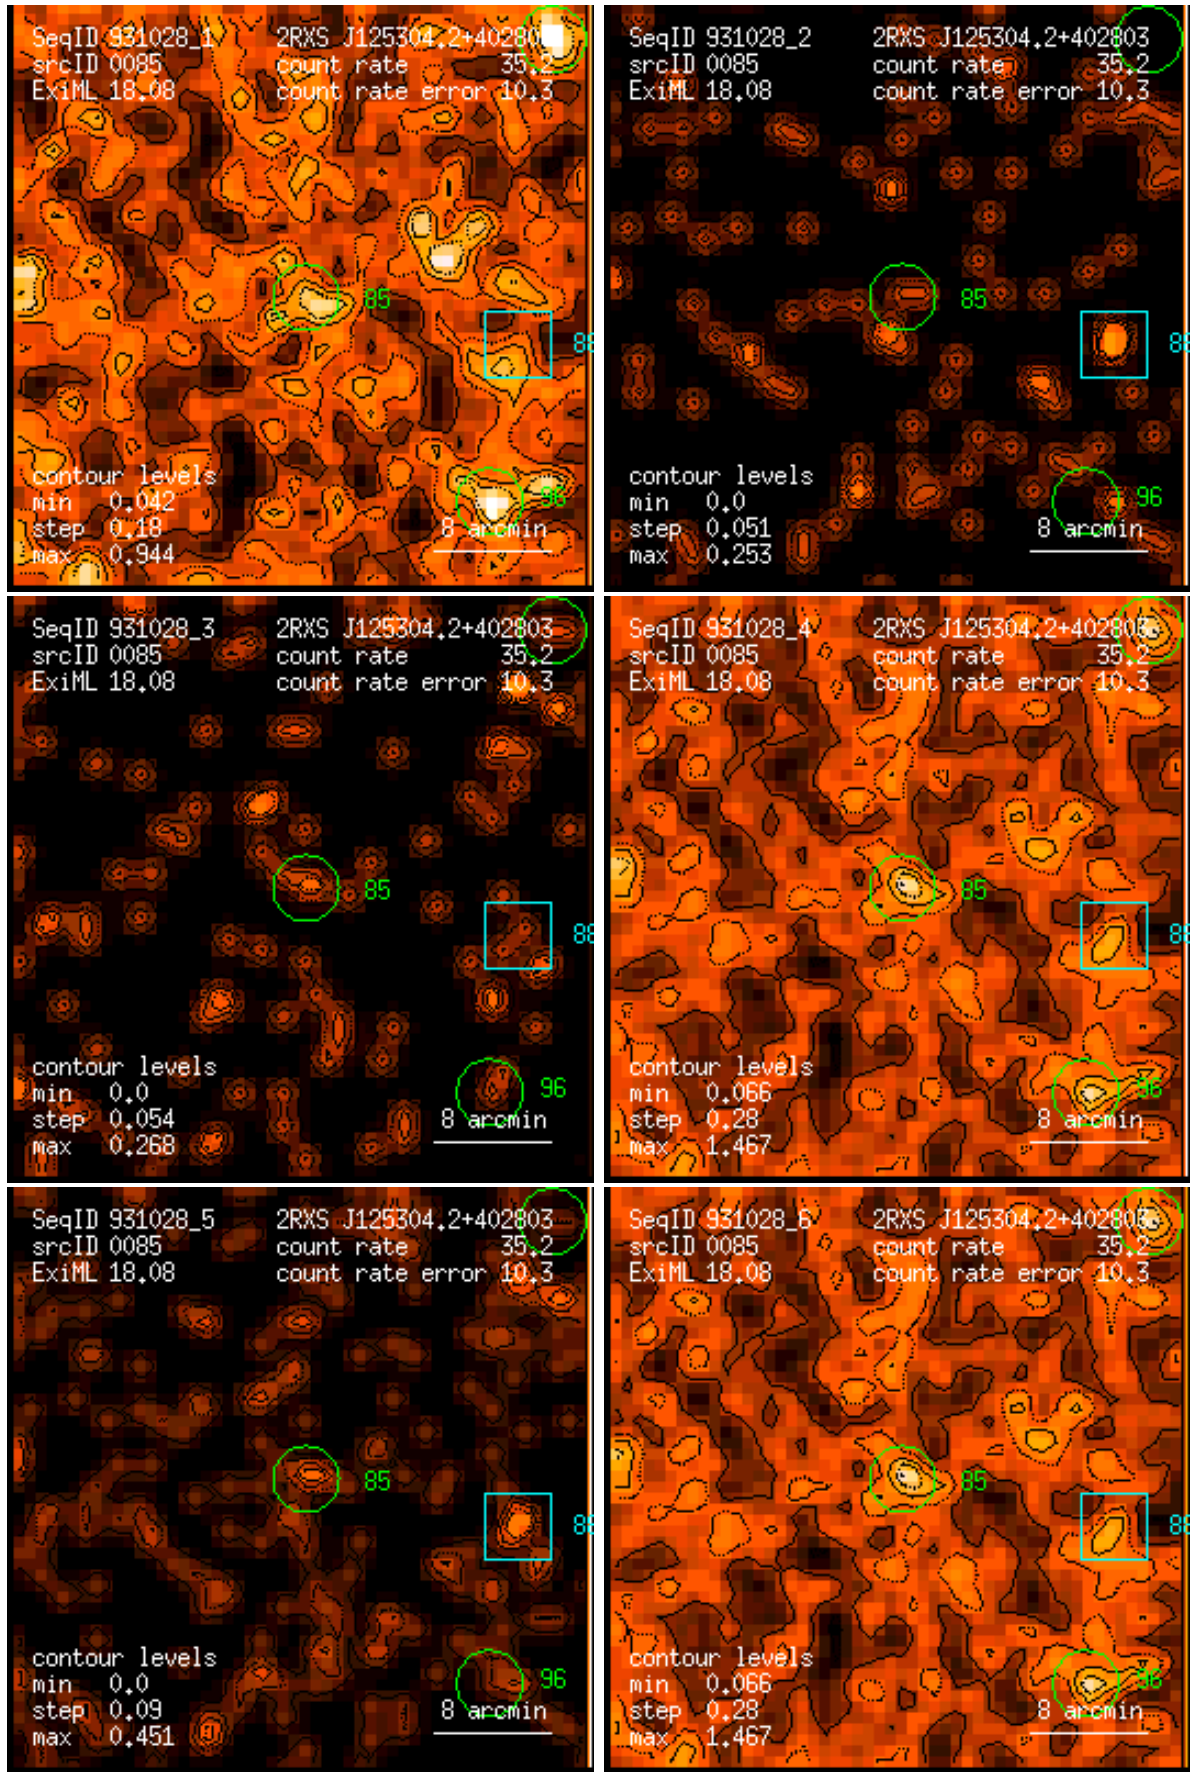 SeqID 931028_1 2RXS J125304.2+402803
srcID 0085 count rate 35.2
ExiML 18.08 count rate error 10.3
85
88
contour levels
min 0.042
96
step 0.18
8 arcmin
max 0.944
SeqID 931028_2 2RXS J125304.2+402803
srcID 0085 count rate 35.2
ExiML 18.08 count rate error 10.3
85
88
contour levels
min 0.0
96
step 0.051
8 arcmin
max 0.253
SeqID 931028_3 2RXS J125304.2+402803
srcID 0085 count rate 35.2
ExiML 18.08 count rate error 10.3
85
88
contour levels
min 0.0
96
step 0.054
8 arcmin
max 0.268
SeqID 931028_4 2RXS J125304.2+402803
srcID 0085 count rate 35.2
ExiML 18.08 count rate error 10.3
85
88
contour levels
min 0.066
96
step 0.28
8 arcmin
max 1.467
SeqID 931028_5 2RXS J125304.2+402803
srcID 0085 count rate 35.2
ExiML 18.08 count rate error 10.3
85
88
contour levels
min 0.0
96
step 0.09
8 arcmin
max 0.451
SeqID 931028_6 2RXS J125304.2+402803
srcID 0085 count rate 35.2
ExiML 18.08 count rate error 10.3
85
88
contour levels
min 0.066
96
step 0.28
8 arcmin
max 1.467